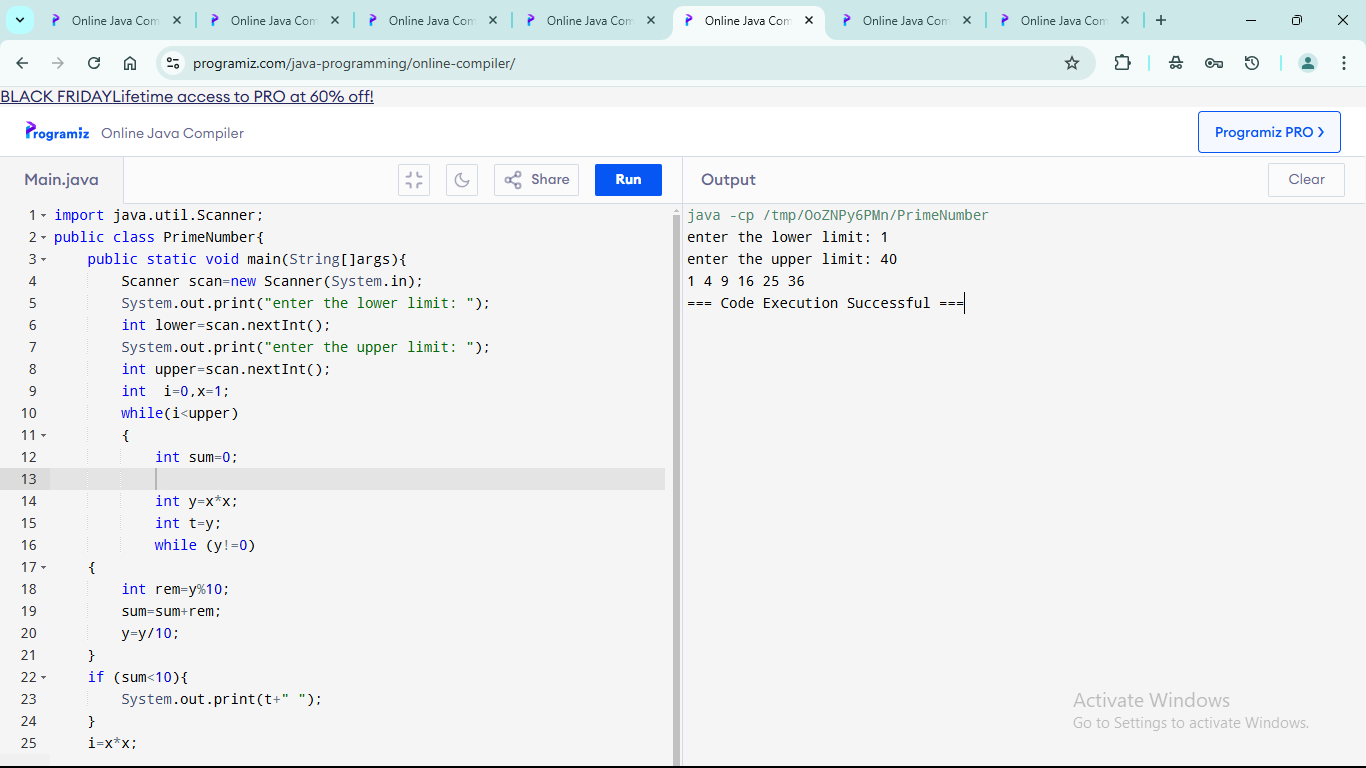 Online Java Com
Online Java Com
Online Java Com
Online Java Com
Online Java Com
Online Java Com
Online Java Com
programiz.com/java-programming/online-compiler/
BLACK FRIDAYLifetime access to PRO at 60% off!
Programiz Online Java Compiler
Programiz PRO >
Main.java
Share
Run
Output
Clear
1 import java.util.Scanner;
2 public class PrimeNumber{
3 public static void main(String[]args){
4 Scanner scan=new Scanner(System.in);
5 System.out.print("enter the lower limit: ");
6 int lower=scan.nextInt();
7 System.out.print("enter the upper limit: ");
8 int upper=scan.nextInt();
9 int  i=0,x=1;
10 while(i<upper)
11 {
12 int sum=0;
13
14 int y=x*x;
15 int t=y;
16 while (y!=0)
17 {
18 int rem=y%10;
19 sum=sum+rem;
20 y=y/10;
21 }
22 if (sum<10){
23 System.out.print(t+" ");
24 }
25 i=x*x;
java -cp /tmp/OoZNPy6PMn/PrimeNumber
enter the lower limit: 1
enter the upper limit: 40
1 4 9 16 25 36
=== Code Execution Successful ===
Activate Windows
Go to Settings to activate Windows.